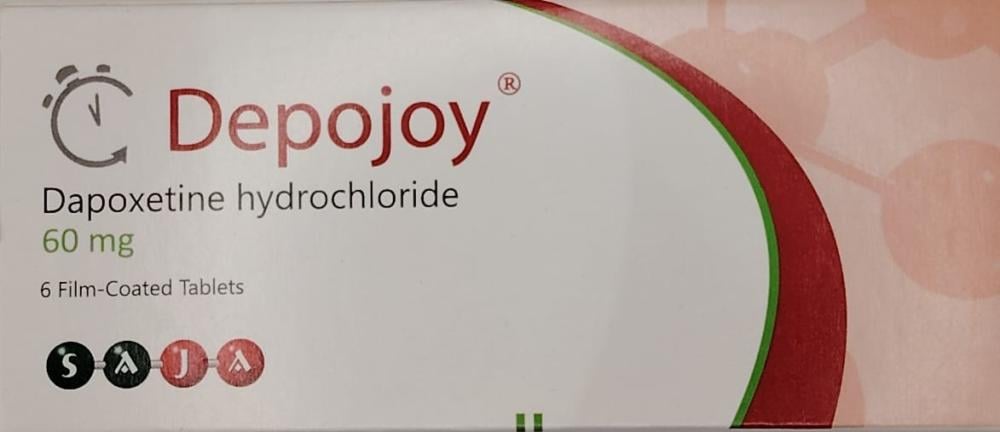 Depojoy®
Dapoxetine hydrochloride
60 mg
6 Film-Coated Tablets
SAJA